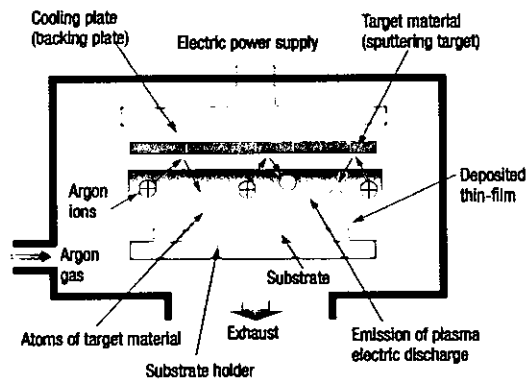 Cooling plate
(backing plate)
Electric power supply
Target material
(sputtering target)
Argon
ions
Deposited
thin-film
Argon
gas
Substrate
Atoms of target material
Exhaust
Emission of plasma
electric discharge
Substrate holder